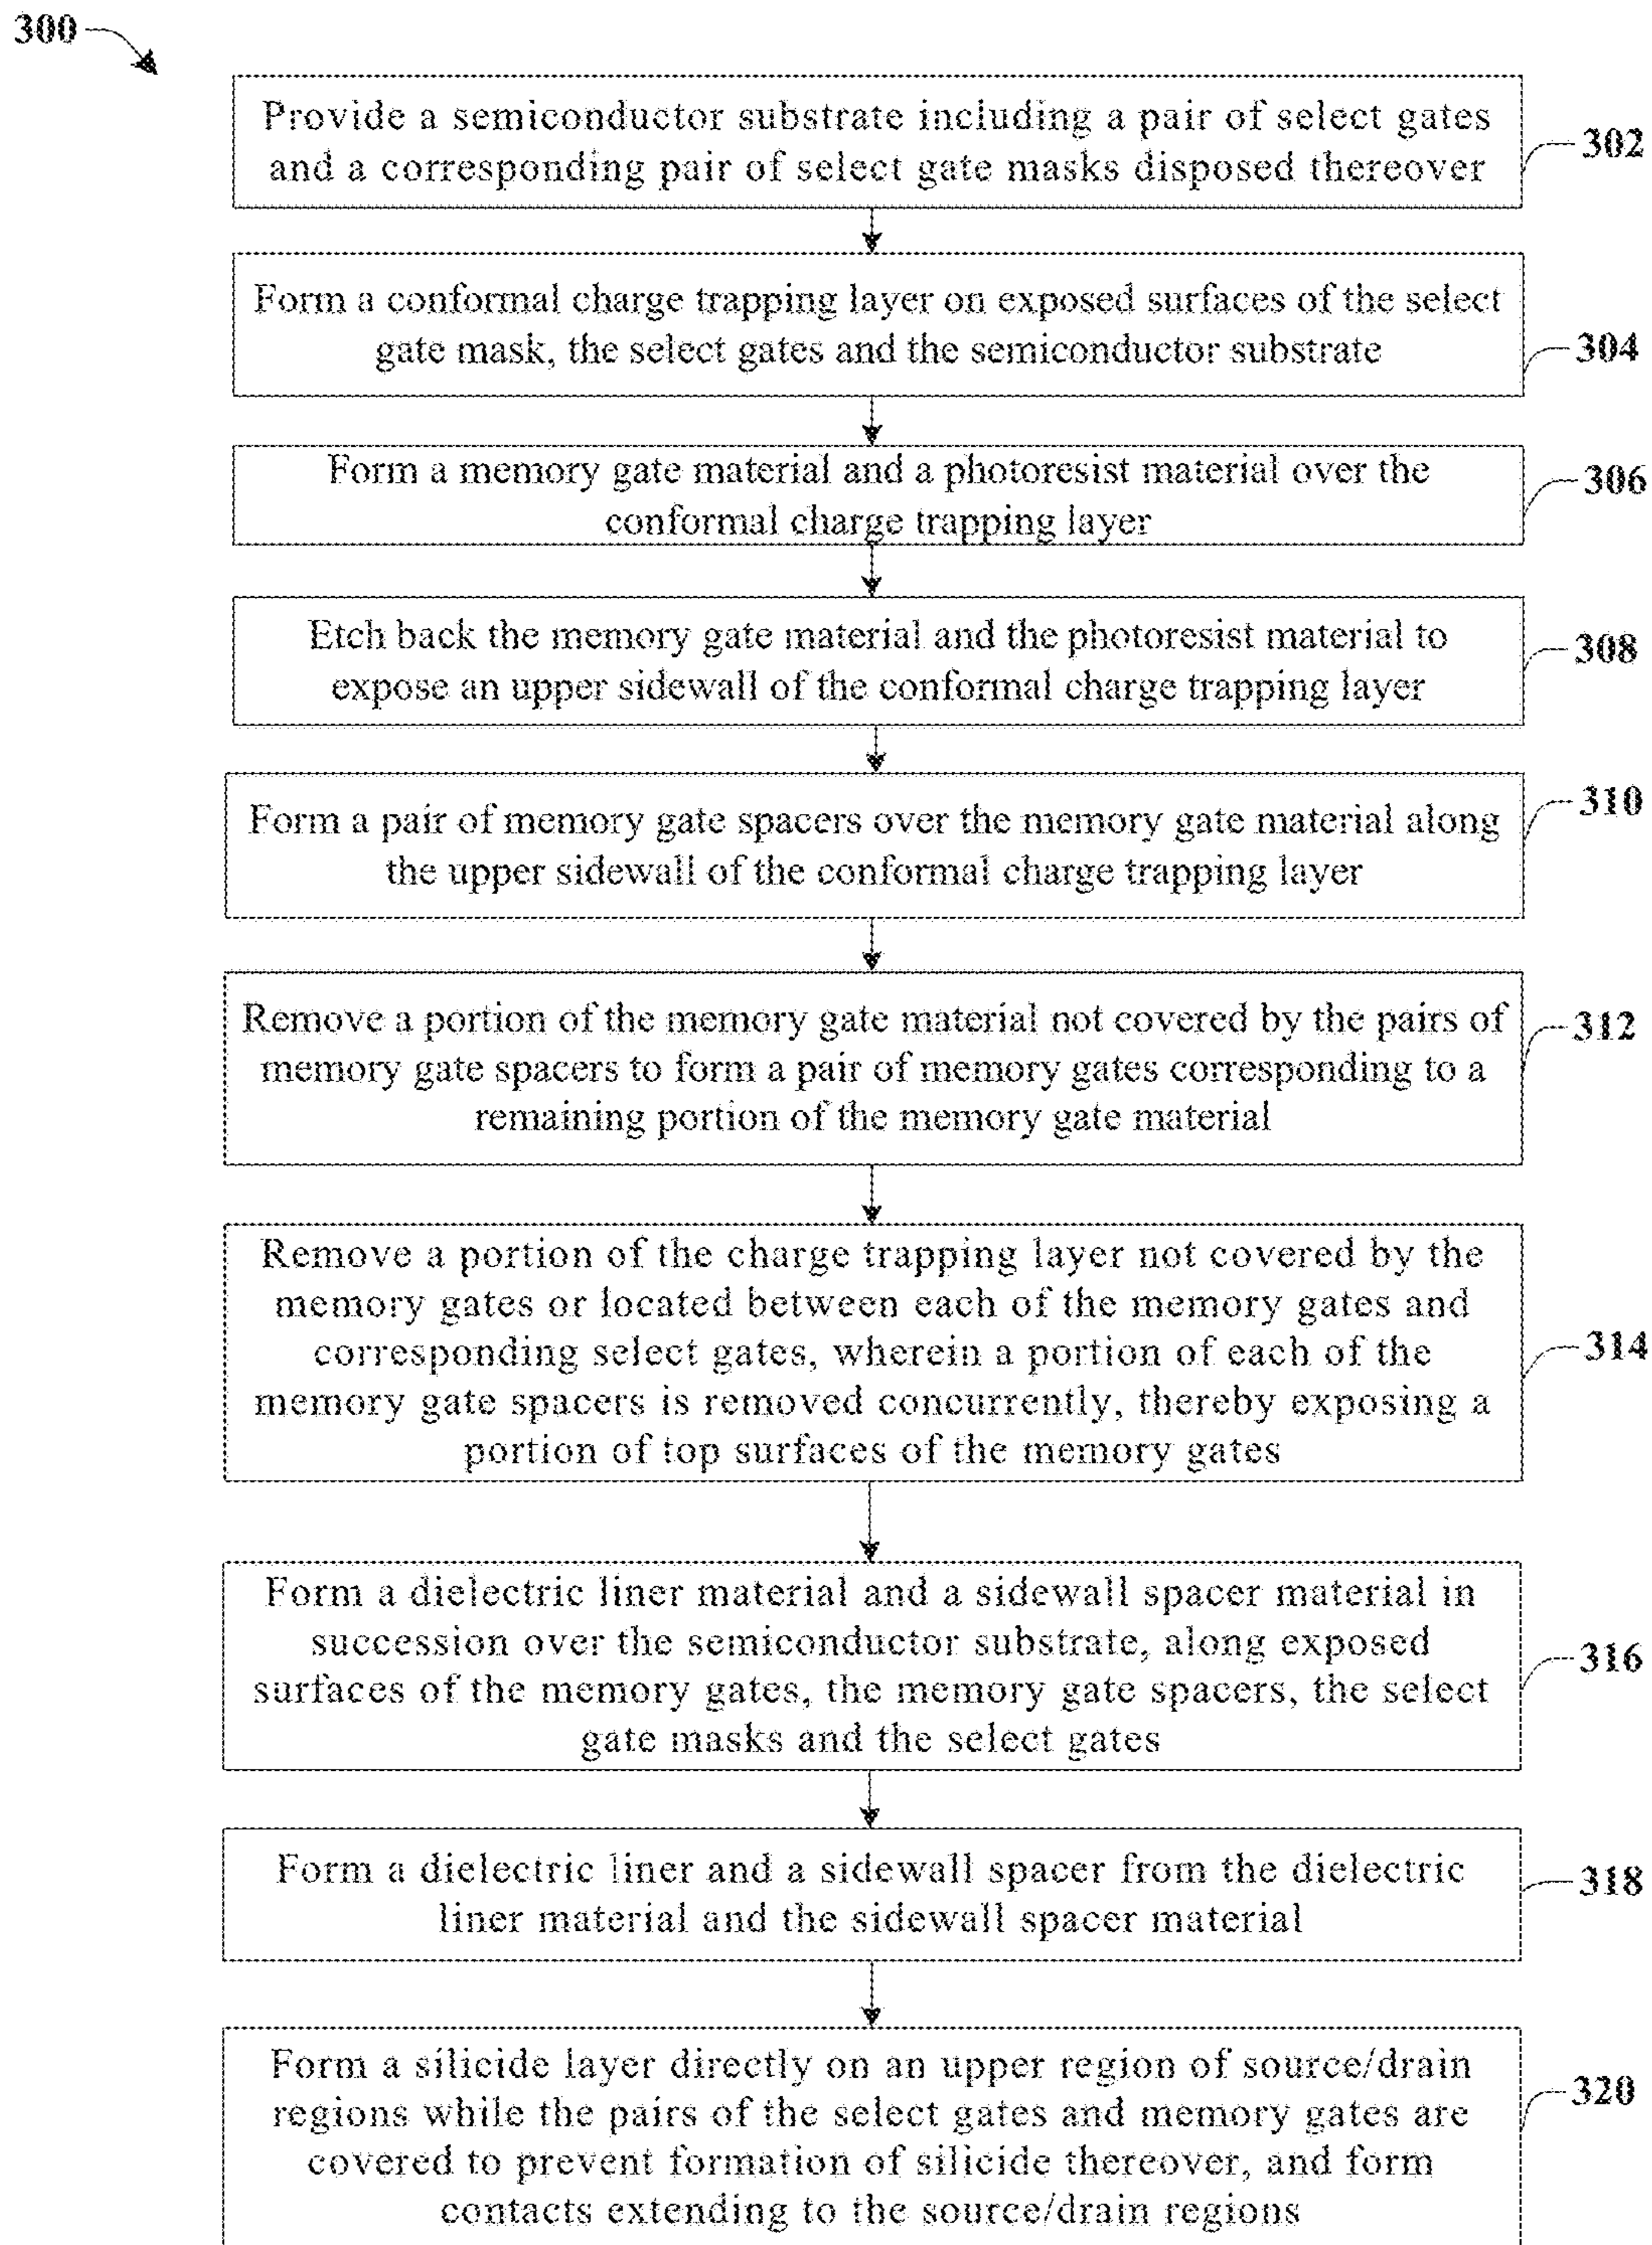 300
Provide a semiconductor substrate including a pair of select gates
and a corresponding pair of select gate masks disposed thereover
302
Form a conformal charge trapping layer on exposed surfaces of the select
gate mask, the select gates and the semiconductor substrate
304
Form a memory gate material and a photoresist material over the
conformal charge trapping layer
306
Etch back the memory gate material and the photoresist material to
expose an upper sidewall of the conformal charge trapping layer
308
Form a pair of memory gate spacers over the memory gate material along
the upper sidewall of the conformal charge trapping layer
310
Remove a portion of the memory gate material not covered by the pairs of
memory gate spacers to form a pair of memory gates corresponding to a
remaining portion of the memory gate material
312
Remove a portion of the charge trapping layer not covered by the
memory gates or located between each of the memory gates and
corresponding select gates, wherein a portion of each of the
memory gate spacers is removed concurrently, thereby exposing a
portion of top surfaces of the memory gates
314
Form a dielectric liner material and a sidewall spacer material in
succession over the semiconductor substrate, along exposed
surfaces of the memory gates, the memory gate spacers, the select
gate masks and the select gates
316
Form a dielectric liner and a sidewall spacer from the dielectric
liner material and the sidewall spacer material
318
Form a silicide layer directly on an upper region of source/drain
regions while the pairs of the select gates and memory gates are
covered to prevent formation of silicide thereover, and form
contacts extending to the source/drain regions
320